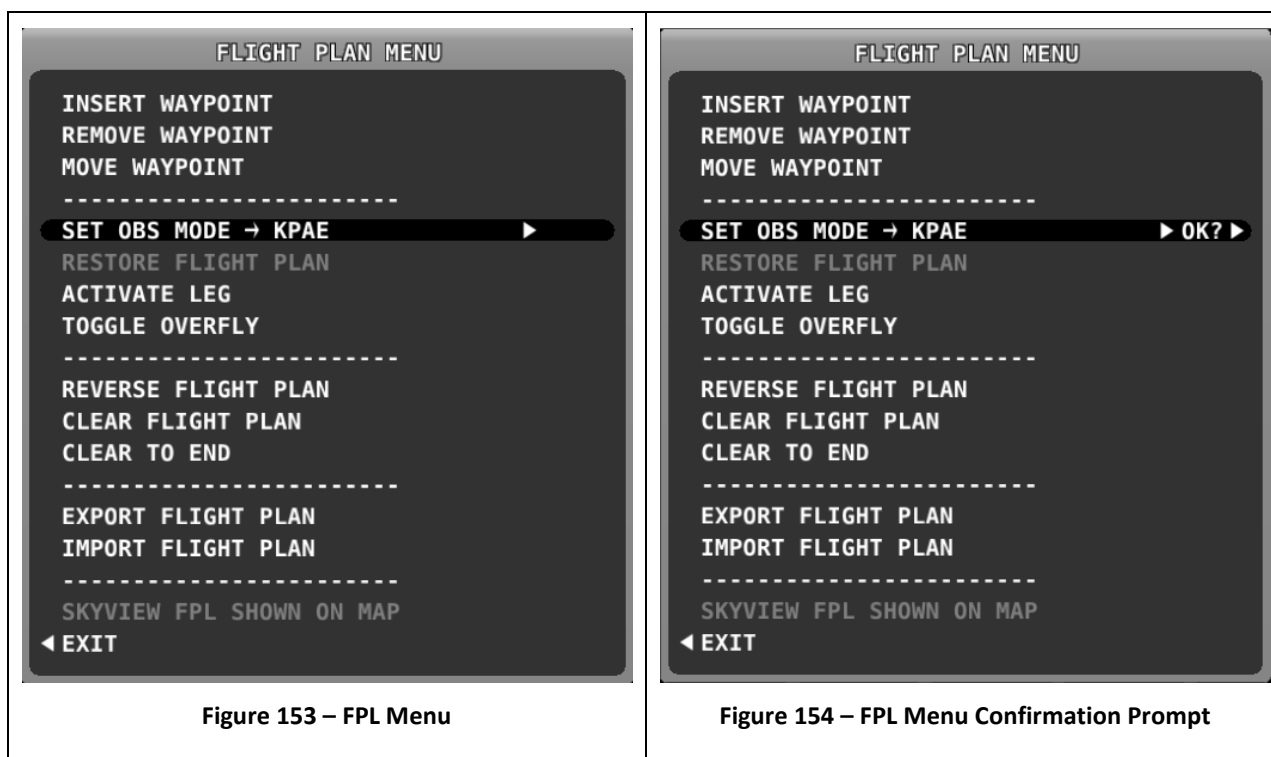 FLIGHT PLAN MENU
INSERT WAYPOINT
REMOVE WAYPOINT
MOVE WAYPOINT
------------------------
SET OBS MODE → KPAE ▶
RESTORE FLIGHT PLAN
ACTIVATE LEG
TOGGLE OVERFLY
------------------------
REVERSE FLIGHT PLAN
CLEAR FLIGHT PLAN
CLEAR TO END
------------------------
EXPORT FLIGHT PLAN
IMPORT FLIGHT PLAN
------------------------
SKYVIEW FPL SHOWN ON MAP
◀ EXIT
Figure 153 – FPL Menu
FLIGHT PLAN MENU
INSERT WAYPOINT
REMOVE WAYPOINT
MOVE WAYPOINT
------------------------
SET OBS MODE → KPAE ▶ OK? ▶
RESTORE FLIGHT PLAN
ACTIVATE LEG
TOGGLE OVERFLY
------------------------
REVERSE FLIGHT PLAN
CLEAR FLIGHT PLAN
CLEAR TO END
------------------------
EXPORT FLIGHT PLAN
IMPORT FLIGHT PLAN
------------------------
SKYVIEW FPL SHOWN ON MAP
◀ EXIT
Figure 154 – FPL Menu Confirmation Prompt